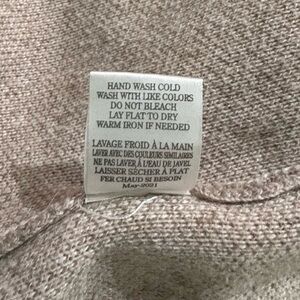 HAND WASH COLD
WASH WITH LIKE COLORS
DO NOT BLEACH
LAY FLAT TO DRY
WARM IRON IF NEEDED
LAVAGE FROID À LA MAIN
LAVER AVEC DES COULEURS SIMILAIRES
NE PAS LAVER À L'EAU DE JAVEL
LAISSER SÉCHER À PLAT
FER CHAUD SI BESOIN
May-2021